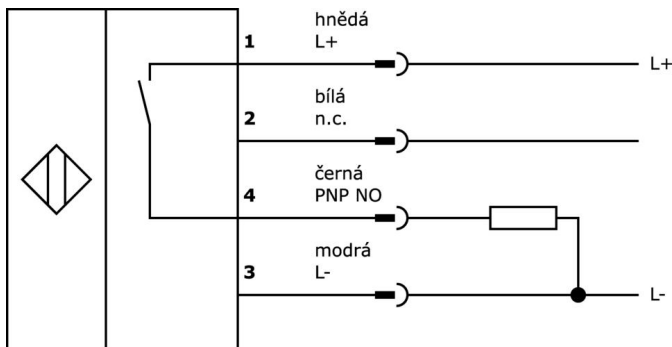 hnědá
1 L+ L+
bílá
2 n.c.
černá
4 PNP NO
modrá
3 L- L-